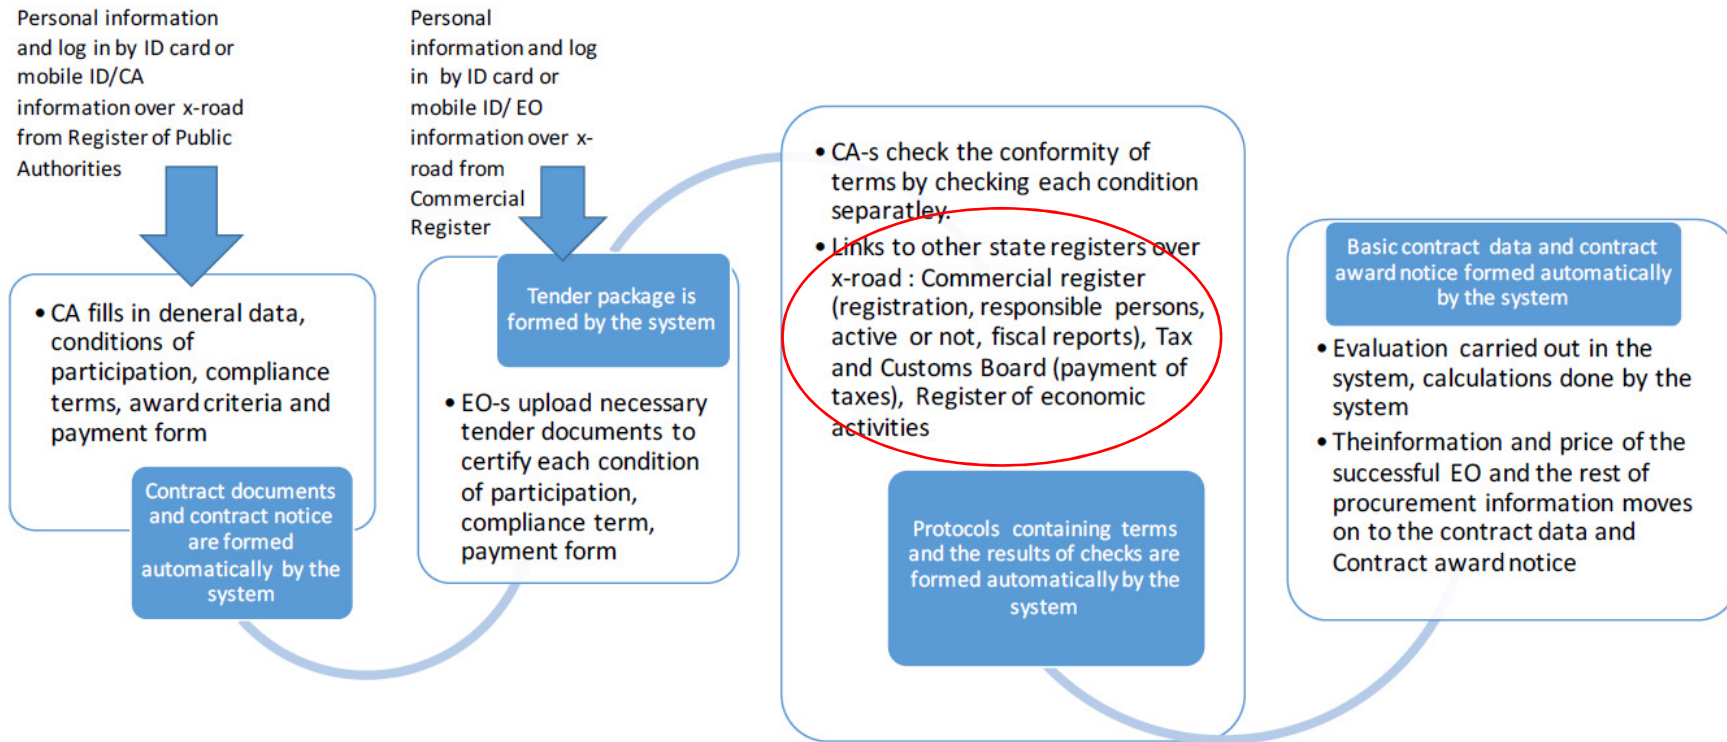 Personal information
and log in by ID card or
mobile ID/CA
information over x-road
from Register of Public
Authorities
Personal
information and log
in by ID card or
mobile ID/ EO
information over x-
road from
Commercial
Register
• CA fills in deneral data,
conditions of
participation, compliance
terms, award criteria and
payment form
Contract documents
and contract notice
are formed
automatically by the
system
Tender package is
formed by the system
• EO-s upload necessary
tender documents to
certify each condition
of participation,
compliance term,
payment form
• CA-s check the conformity of
terms by checking each condition
separatley.
• Links to other state registers over
x-road : Commercial register
(registration, responsible persons,
active or not, fiscal reports), Tax
and Customs Board (payment of
taxes), Register of economic
activities
Protocols containing terms
and the results of checks are
formed automatically by the
system
Basic contract data and contract
award notice formed automatically
by the system
• Evaluation carried out in the
system, calculations done by the
system
• Theinformation and price of the
successful EO and the rest of
procurement information moves
on to the contract data and
Contract award notice